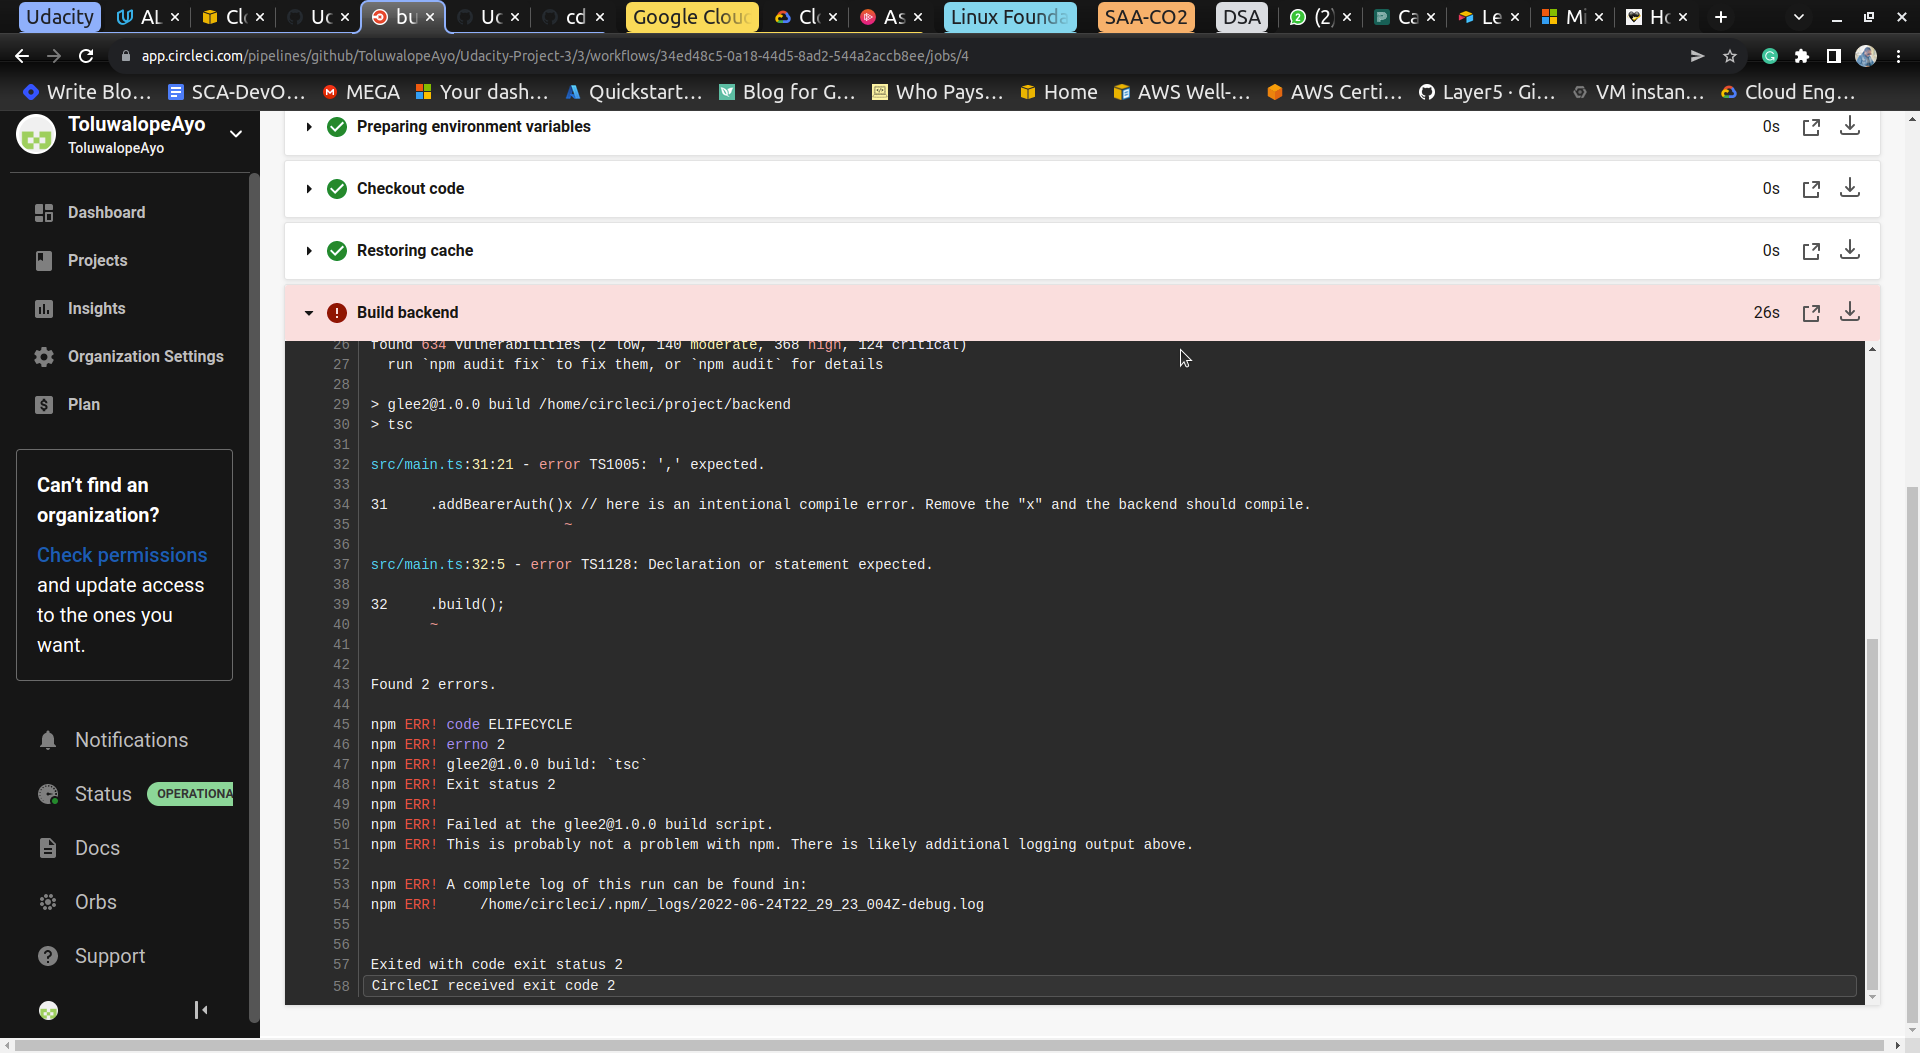 Udacity
AL
Cl
Uc
bu
Uc
cd
Google Clou
Cl
As
Linux Founda
SAA-CO2
DSA
(2)
Ca
Le
Mi
Ho
app.circleci.com/pipelines/github/ToluwalopeAyo/Udacity-Project-3/3/workflows/34ed48c5-0a18-44d5-8ad2-544a2accb8ee/jobs/4
Write Blo...
SCA-DevO...
MEGA
Your dash...
Quickstart...
Blog for G...
Who Pays...
Home
AWS Well-...
AWS Certi...
Layer5 · Gi...
VM instan...
Cloud Eng...
ToluwalopeAyo
ToluwalopeAyo
Dashboard
Projects
Insights
Organization Settings
Plan
Can't find an
organization?
Check permissions
and update access
to the ones you
want.
Notifications
Status OPERATIONA
Docs
Orbs
Support
Preparing environment variables 0s
Checkout code 0s
Restoring cache 0s
Build backend 26s
26 found 634 vulnerabilities (2 low, 140 moderate, 368 high, 124 critical)
27 run `npm audit fix` to fix them, or `npm audit` for details
28
29 > glee2@1.0.0 build /home/circleci/project/backend
30 > tsc
31
32 src/main.ts:31:21 - error TS1005: ',' expected.
33
34 31 .addBearerAuth()x // here is an intentional compile error. Remove the "x" and the backend should compile.
35 ~
36
37 src/main.ts:32:5 - error TS1128: Declaration or statement expected.
38
39 32 .build();
40 ~
41
42
43 Found 2 errors.
44
45 npm ERR! code ELIFECYCLE
46 npm ERR! errno 2
47 npm ERR! glee2@1.0.0 build: `tsc`
48 npm ERR! Exit status 2
49 npm ERR!
50 npm ERR! Failed at the glee2@1.0.0 build script.
51 npm ERR! This is probably not a problem with npm. There is likely additional logging output above.
52
53 npm ERR! A complete log of this run can be found in:
54 npm ERR! /home/circleci/.npm/_logs/2022-06-24T22_29_23_004Z-debug.log
55
56
57 Exited with code exit status 2
58 CircleCI received exit code 2